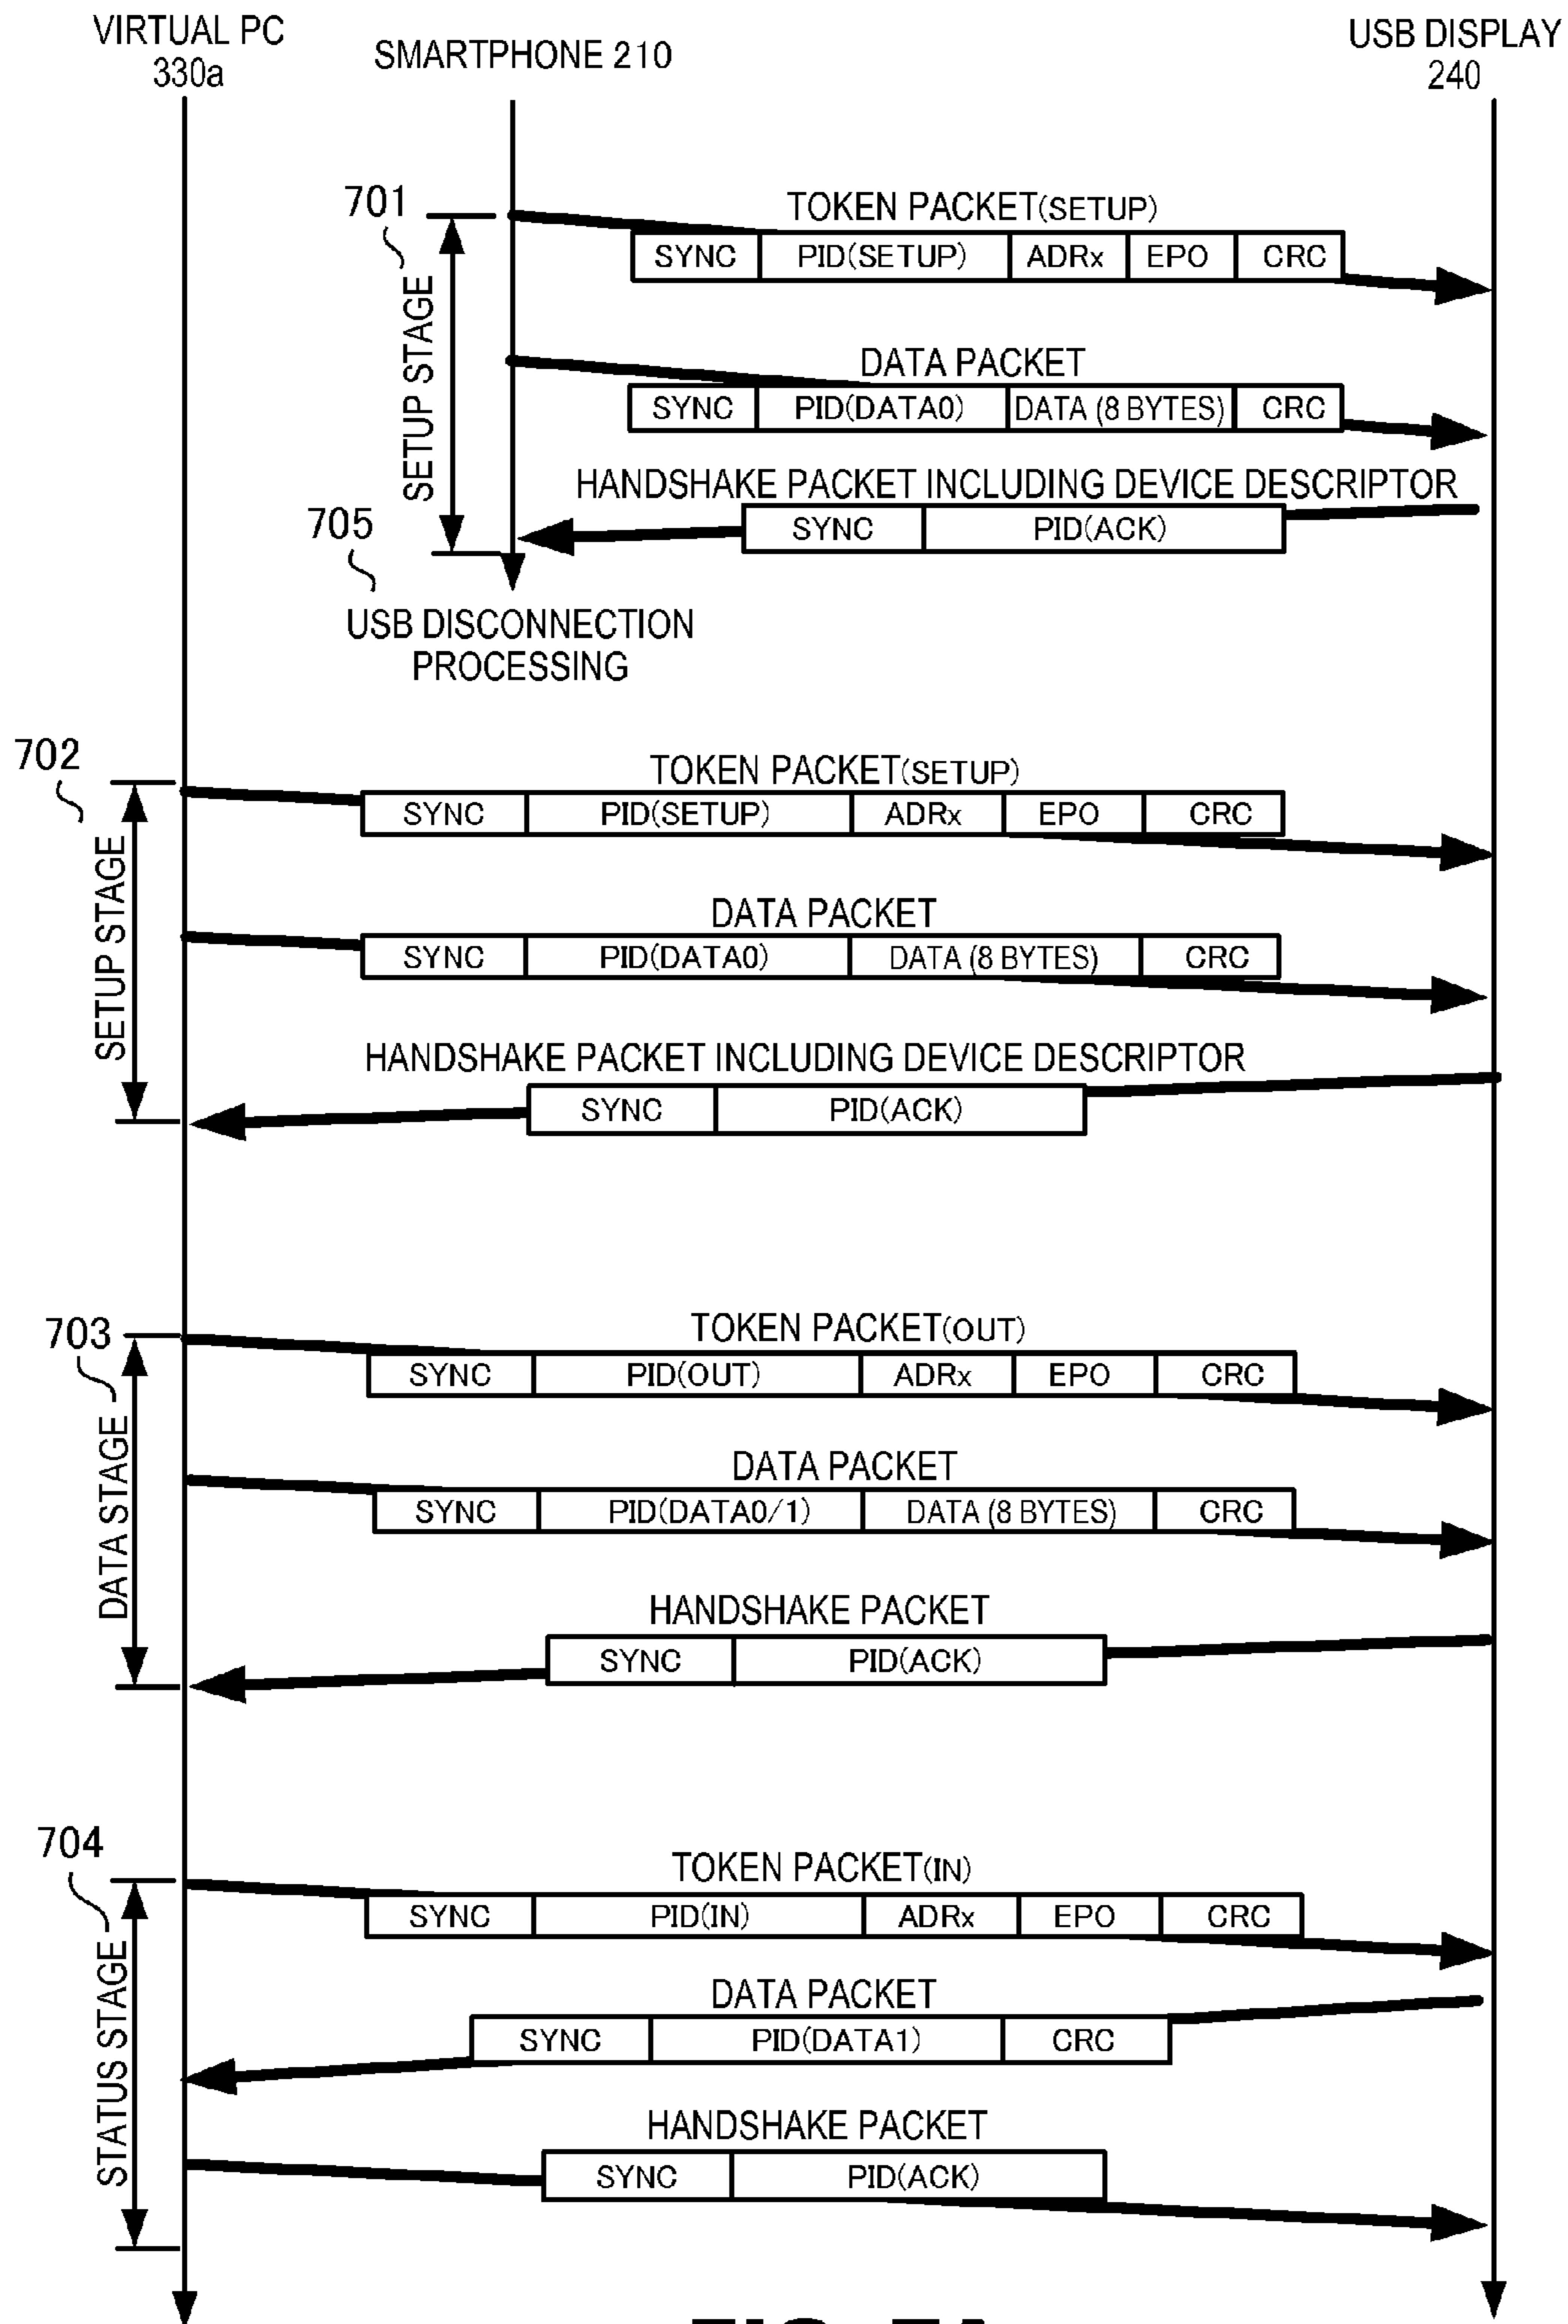 VIRTUAL PC
330a
SMARTPHONE 210
USB DISPLAY
240
701
SETUP STAGE
TOKEN PACKET(SETUP)
SYNC PID(SETUP) ADRx EPO CRC
DATA PACKET
SYNC PID(DATA0) DATA (8 BYTES) CRC
HANDSHAKE PACKET INCLUDING DEVICE DESCRIPTOR
SYNC PID(ACK)
705
USB DISCONNECTION
PROCESSING
702
SETUP STAGE
TOKEN PACKET(SETUP)
SYNC PID(SETUP) ADRx EPO CRC
DATA PACKET
SYNC PID(DATA0) DATA (8 BYTES) CRC
HANDSHAKE PACKET INCLUDING DEVICE DESCRIPTOR
SYNC PID(ACK)
703
DATA STAGE
TOKEN PACKET(OUT)
SYNC PID(OUT) ADRx EPO CRC
DATA PACKET
SYNC PID(DATA0/1) DATA (8 BYTES) CRC
HANDSHAKE PACKET
SYNC PID(ACK)
704
STATUS STAGE
TOKEN PACKET(IN)
SYNC PID(IN) ADRx EPO CRC
DATA PACKET
SYNC PID(DATA1) CRC
HANDSHAKE PACKET
SYNC PID(ACK)